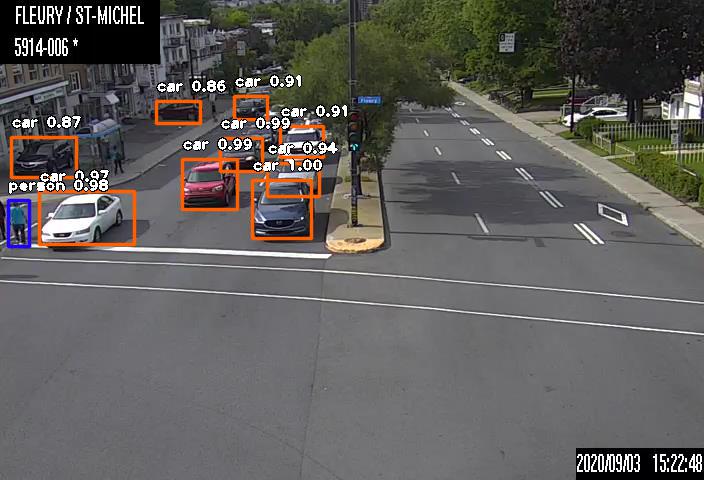 FLEURY / ST-MICHEL
5914-006 *
car 0.86
car 0.91
car 0.91
car 0.87
car 0.99
car 0.99
car 0.94
car 1.00
car 0.97
person 0.98
Fleury
2020/09/03 15:22:48